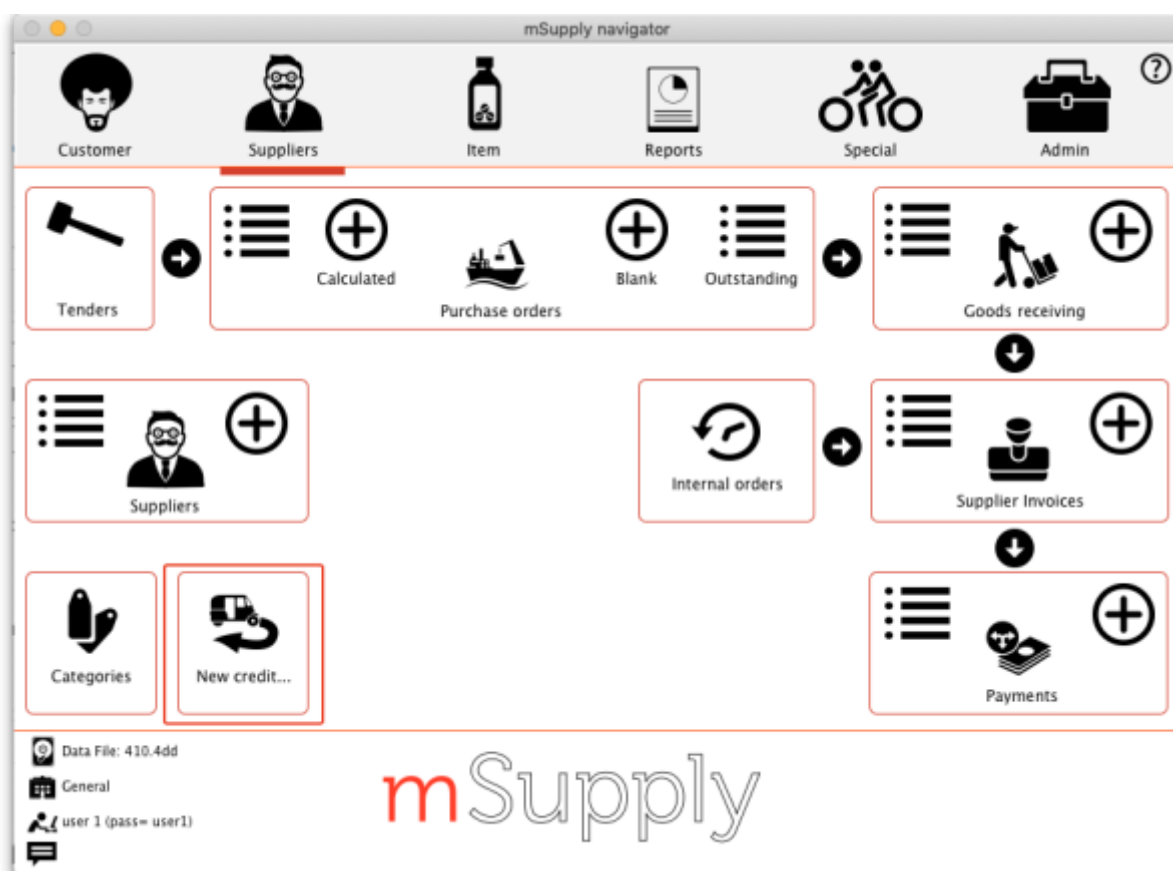 mSupply navigator
Customer
Suppliers
Item
Reports
Special
Admin
?
Tenders
Calculated
Blank
Outstanding
Purchase orders
Goods receiving
Suppliers
Internal orders
Supplier Invoices
Categories
New credit...
Payments
Data File: 410.4dd
General
user 1 (pass= user1)
mSupply